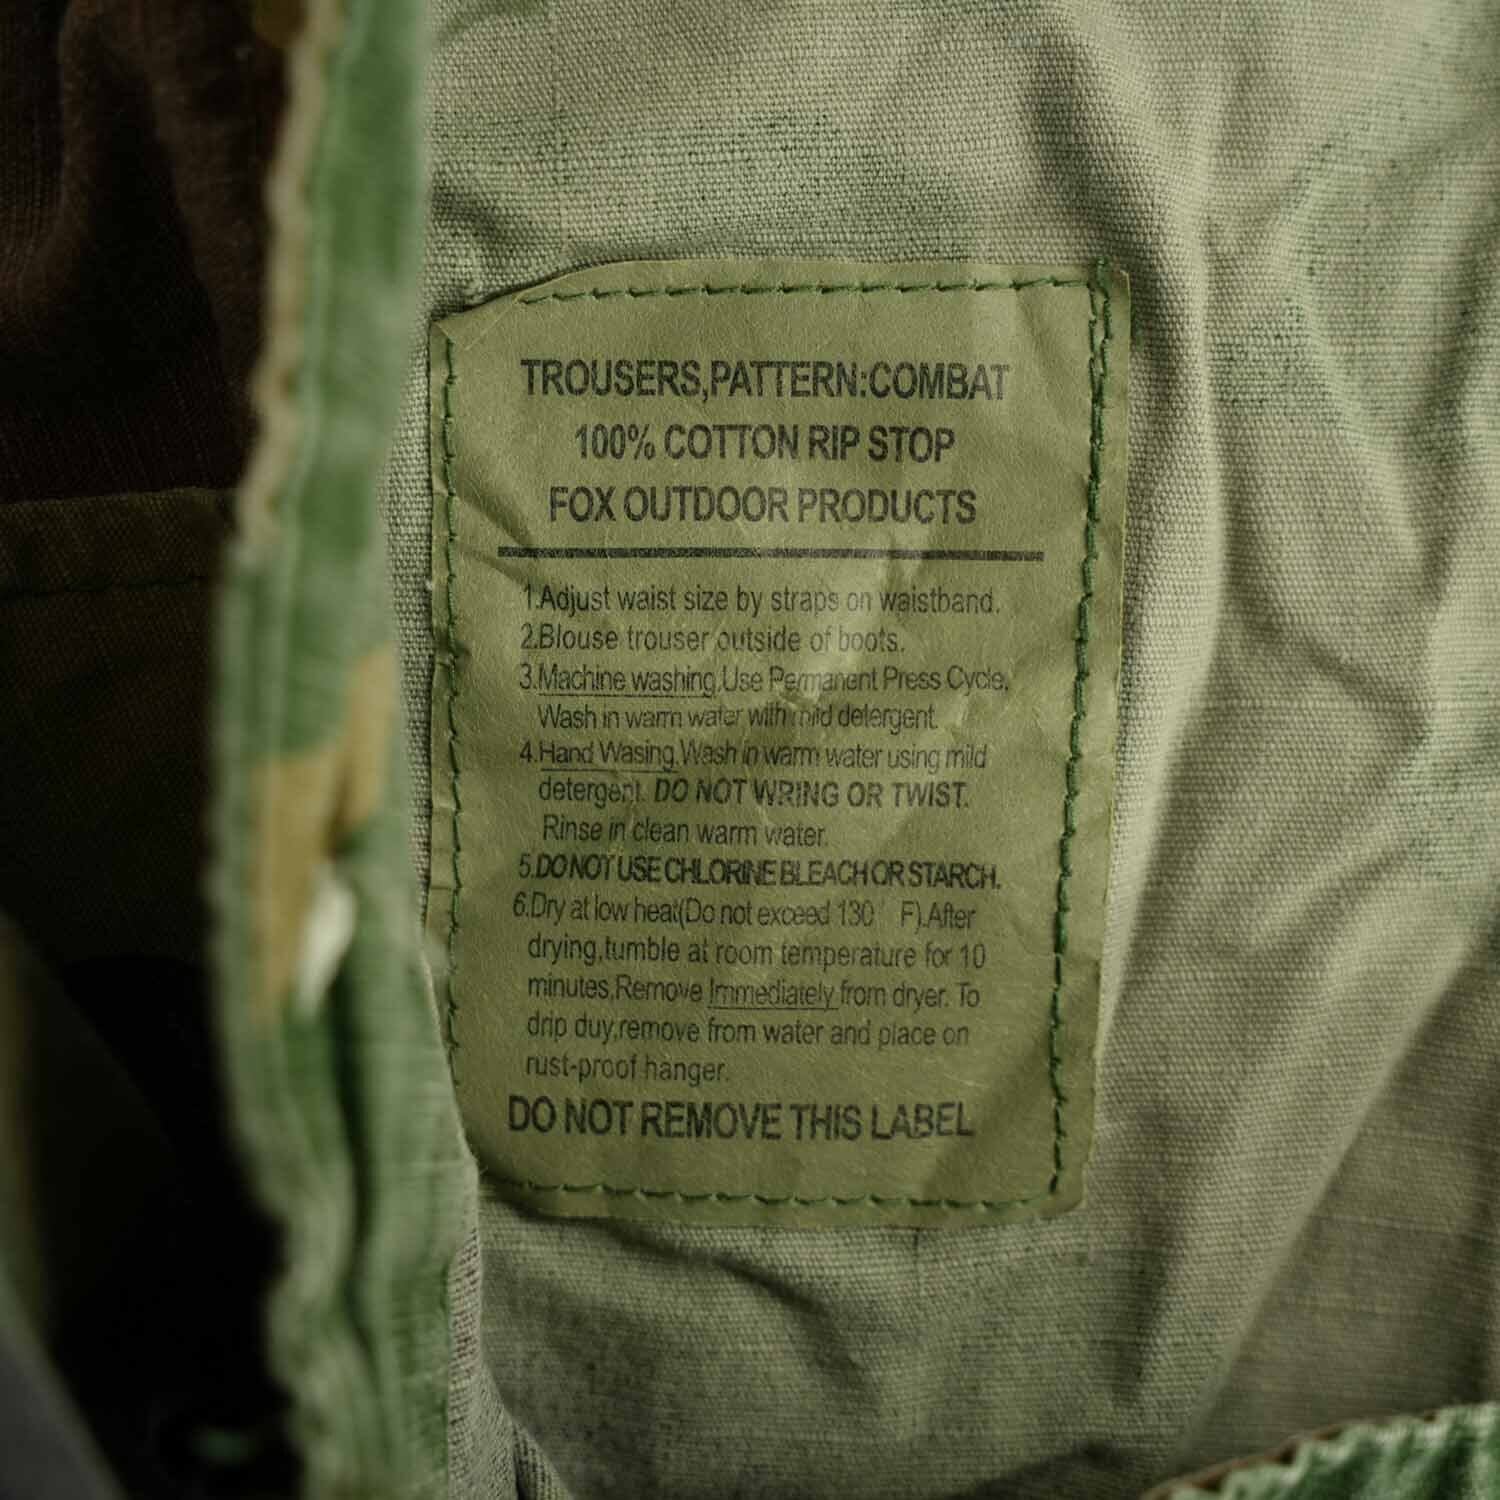 TROUSERS,PATTERN:COMBAT
100% COTTON RIP STOP
FOX OUTDOOR PRODUCTS
1.Adjust waist size by straps on waistband.
2.Blouse trouser outside of boots.
3.Machine washing.Use Permanent Press Cycle.
Wash in warm water with mild detergent.
4.Hand Wasing.Wash in warm water using mild
detergent. DO NOT WRING OR TWIST.
Rinse in clean warm water.
5.DO NOT USE CHLORINE BLEACH OR STARCH.
6.Dry at low heat(Do not exceed 130° F).After
drying,tumble at room temperature for 10
minutes,Remove Immediately from dryer. To
drip duy,remove from water and place on
rust-proof hanger.
DO NOT REMOVE THIS LABEL